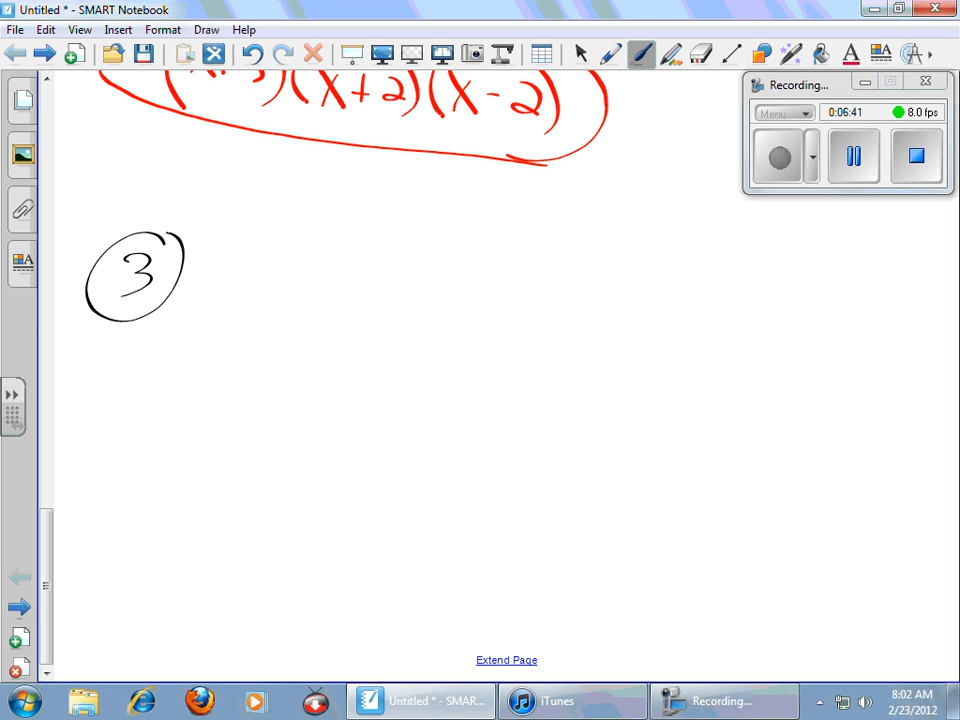 Untitled * - SMART Notebook
File Edit View Insert Format Draw Help
Recording...
Menu
0:06:41
8.0 fps
)(x+2)(x-2)
3
Extend Page
Untitled * - SMAR...
iTunes
Recording...
8:02 AM
2/23/2012